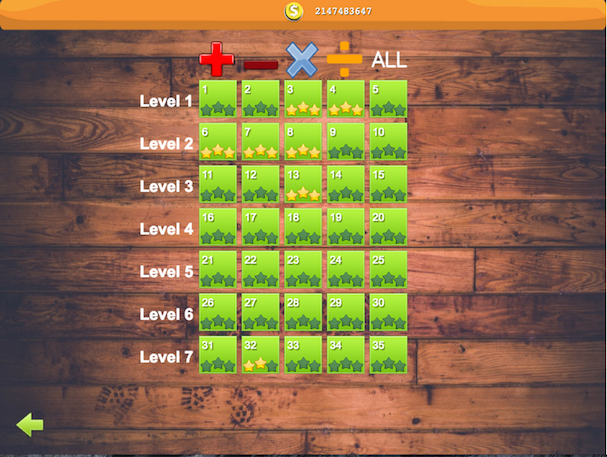 S 2147483647
ALL
Level 1 1 2 3 4 5
Level 2 6 7 8 9 10
Level 3 11 12 13 14 15
Level 4 16 17 18 19 20
Level 5 21 22 23 24 25
Level 6 26 27 28 29 30
Level 7 31 32 33 34 35